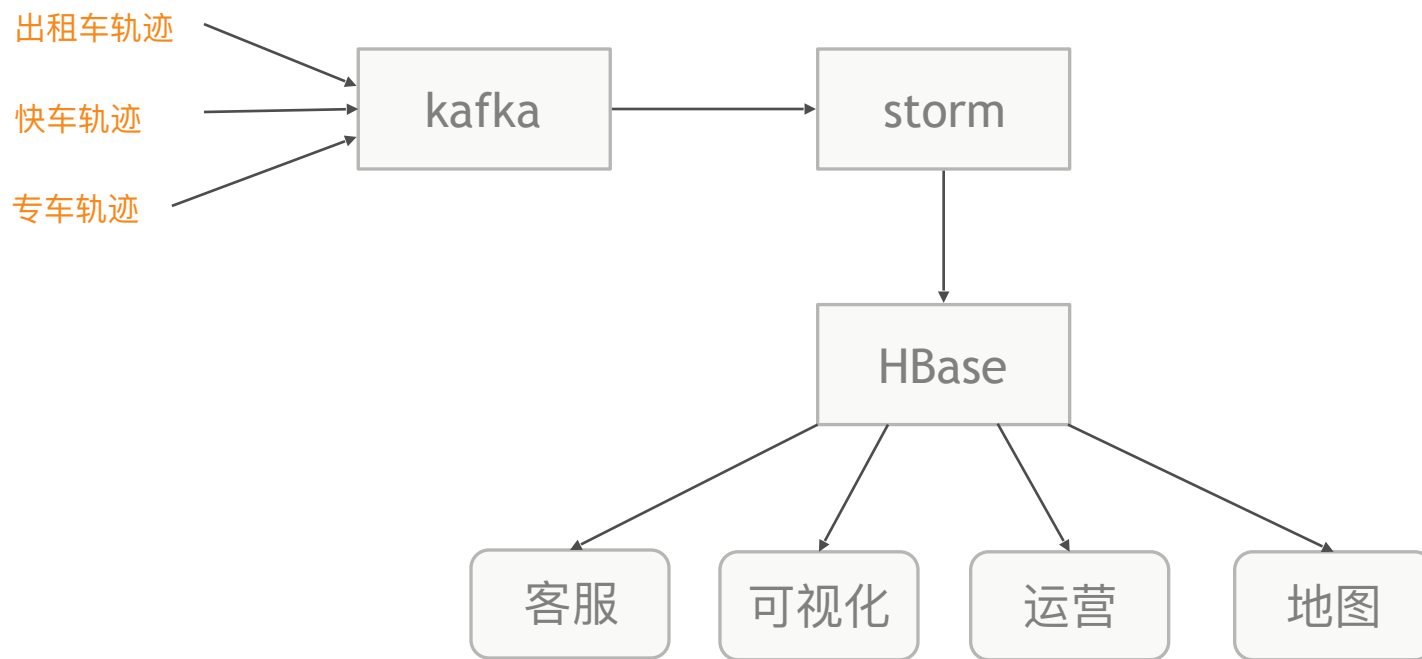 出租车轨迹
快车轨迹
专车轨迹
kafka
storm
HBase
客服
可视化
运营
地图